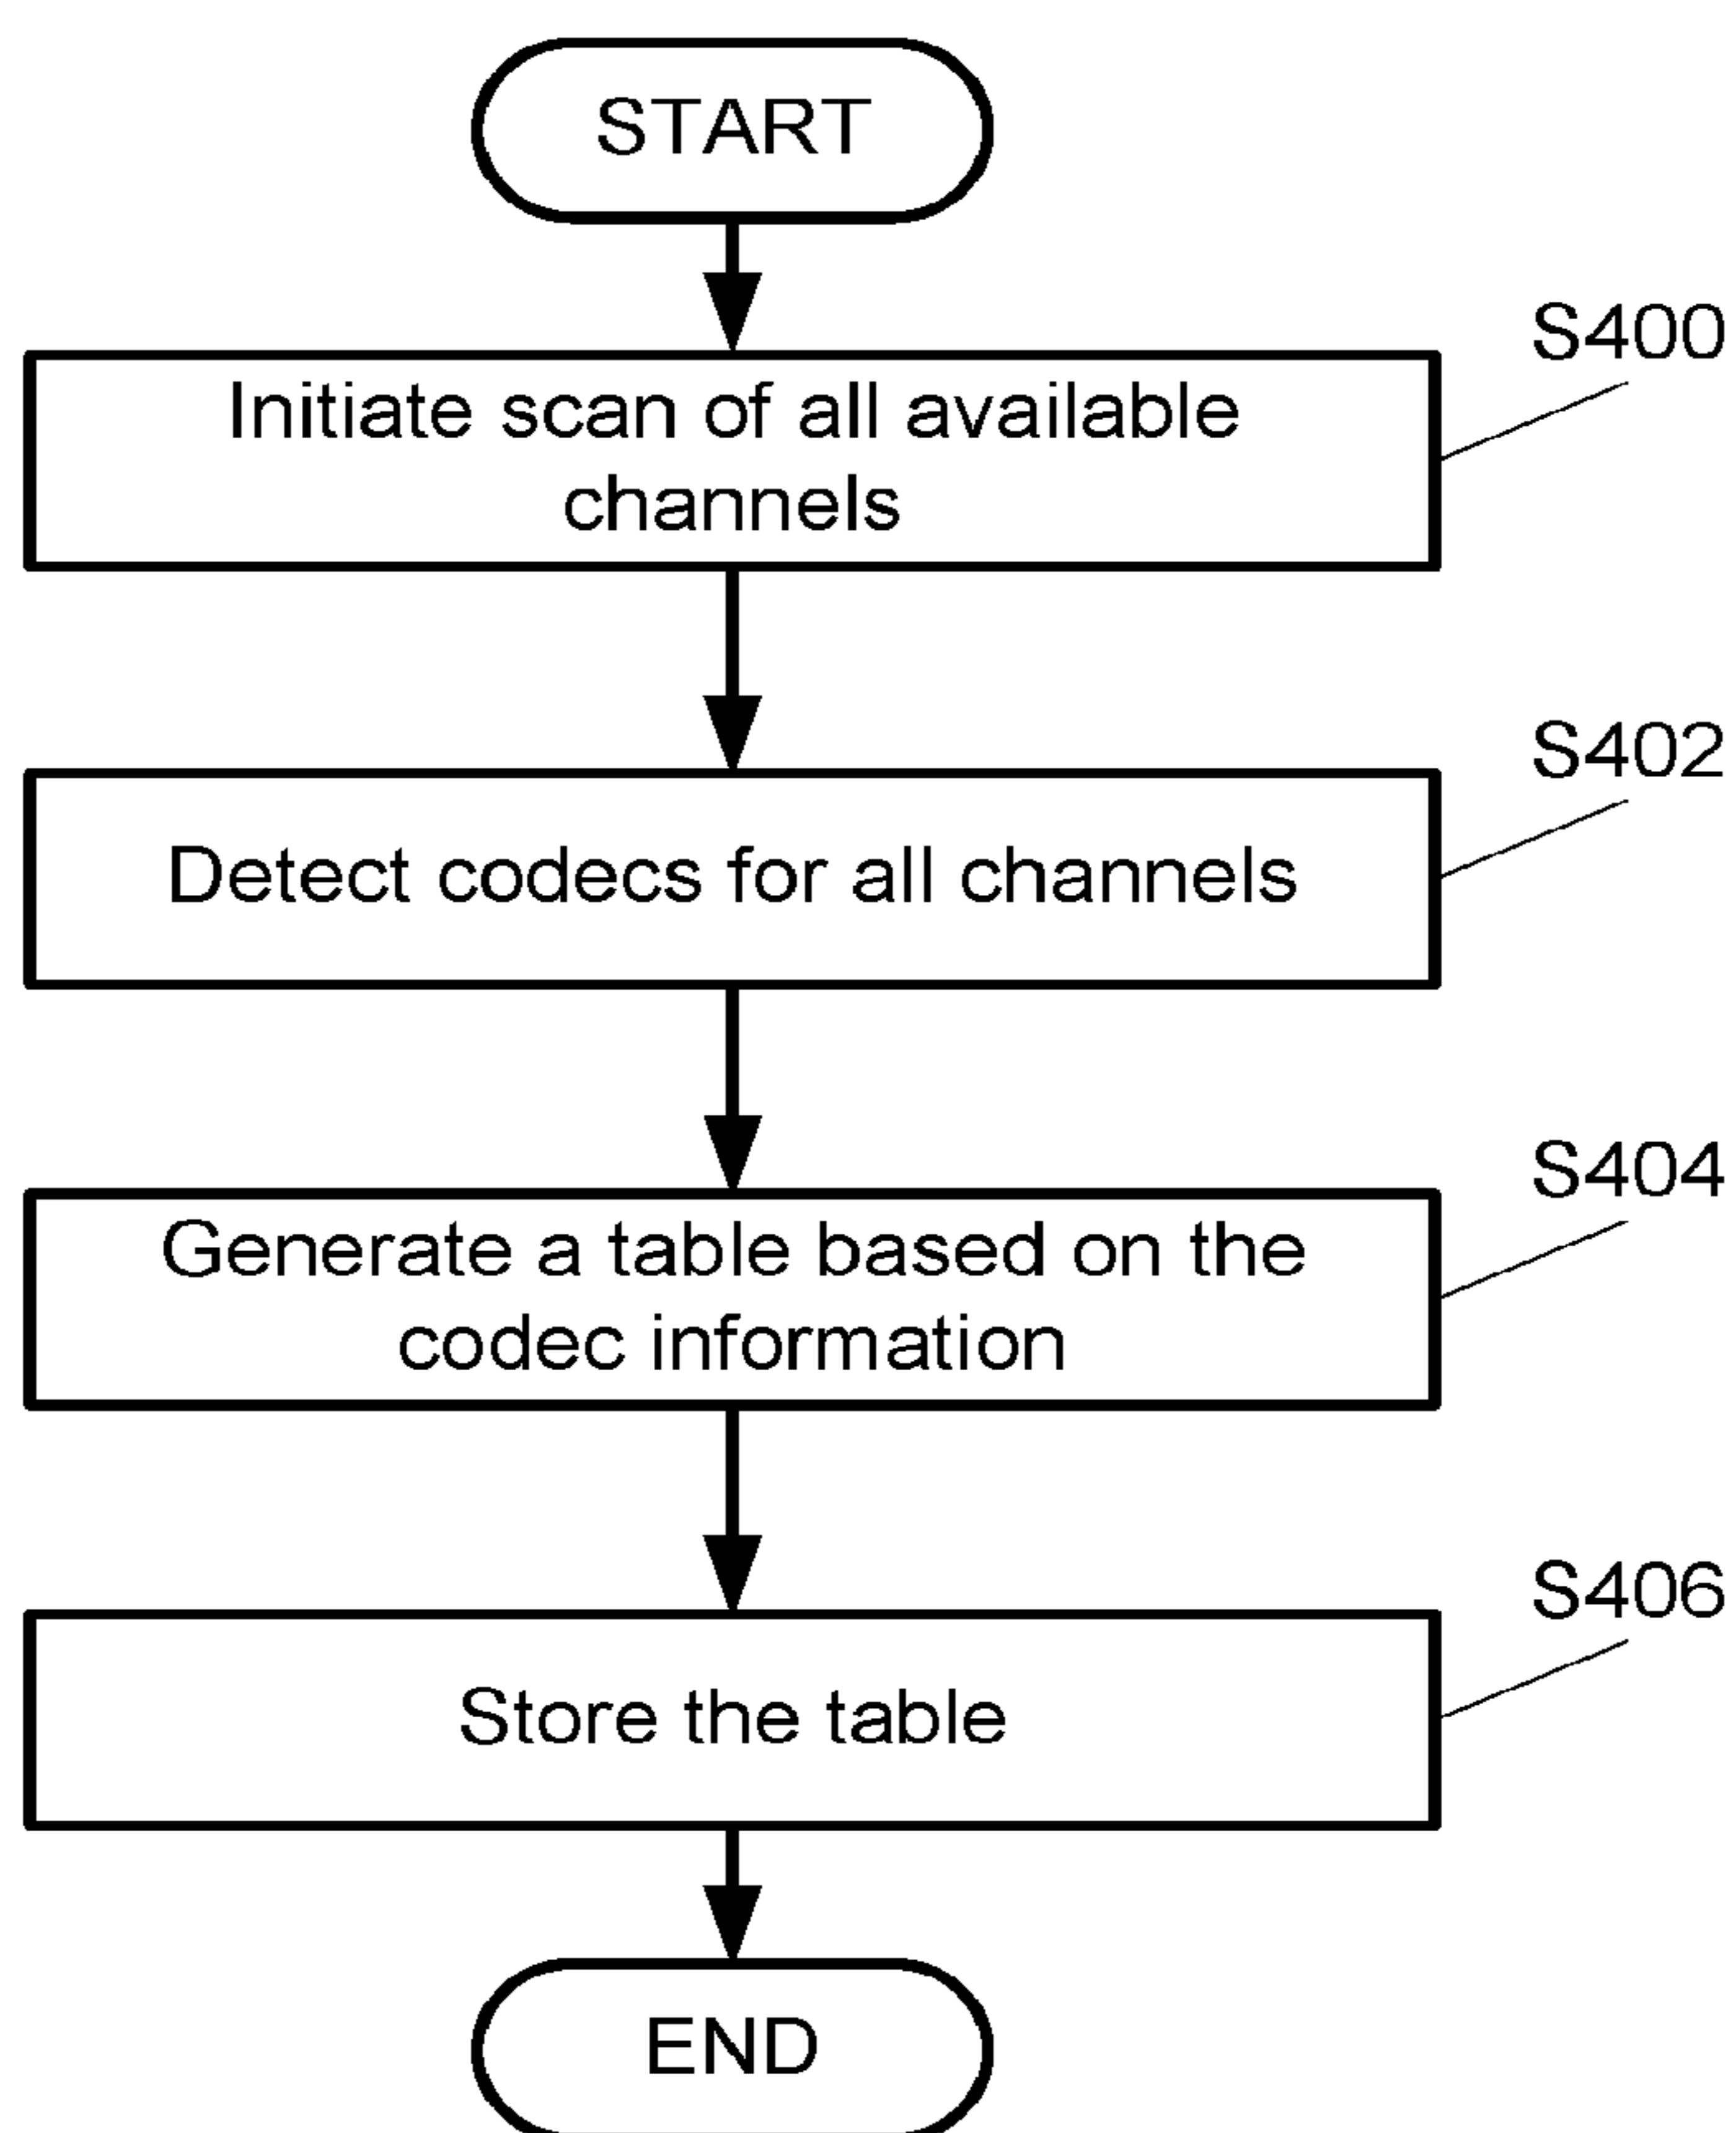 START
S400
Initiate scan of all available
channels
S402
Detect codecs for all channels
S404
Generate a table based on the
codec information
S406
Store the table
END